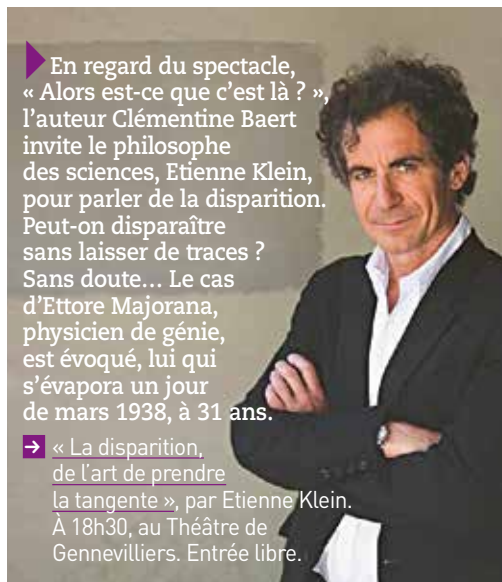 En regard du spectacle,
« Alors est-ce que c’est là ? »,
l’auteur Clémentine Baert
invite le philosophe
des sciences, Etienne Klein,
pour parler de la disparition.
Peut-on disparaître
sans laisser de traces ?
Sans doute… Le cas
d’Ettore Majorana,
physicien de génie,
est évoqué, lui qui
s’évapora un jour
de mars 1938, à 31 ans.
« La disparition,
de l’art de prendre
la tangente », par Etienne Klein.
À 18h30, au Théâtre de
Gennevilliers. Entrée libre.